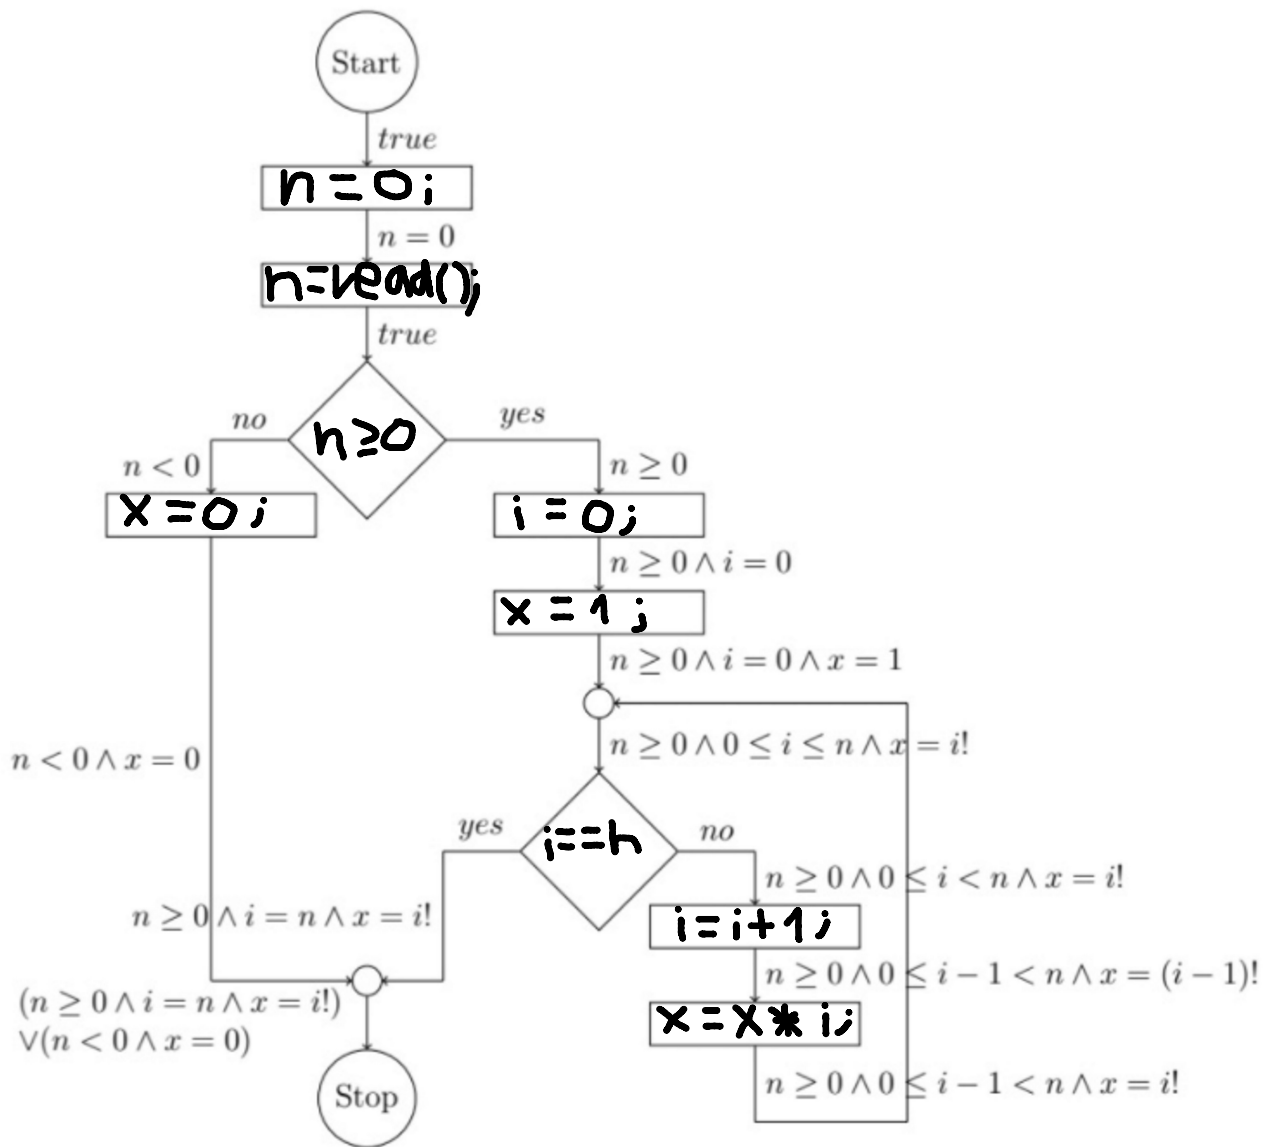 Start
true
n = 0;
n = 0
n=read();
true
no
n≥0
yes
n < 0
n ≥ 0
x = 0;
i = 0;
n ≥ 0 ∧ i = 0
x = 1;
n ≥ 0 ∧ i = 0 ∧ x = 1
n < 0 ∧ x = 0
n ≥ 0 ∧ 0 ≤ i ≤ n ∧ x = i!
yes
i==n
no
n ≥ 0 ∧ 0 ≤ i < n ∧ x = i!
n ≥ 0 ∧ i = n ∧ x = i!
i=i+1;
n ≥ 0 ∧ 0 ≤ i − 1 < n ∧ x = (i − 1)!
(n ≥ 0 ∧ i = n ∧ x = i!)
∨(n < 0 ∧ x = 0)
x=x* i;
n ≥ 0 ∧ 0 ≤ i − 1 < n ∧ x = i!
Stop